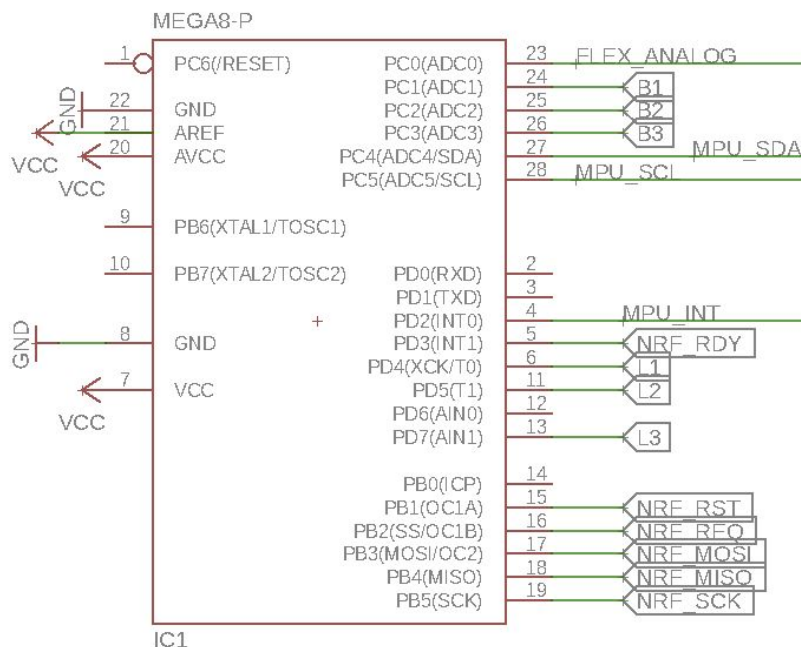 MEGA8-P
1 PC6(/RESET) PC0(ADC0) 23 FLEX_ANALOG
PC1(ADC1) 24 B1
GND 22 GND PC2(ADC2) 25 B2
VCC 21 AREF PC3(ADC3) 26 B3
VCC 20 AVCC PC4(ADC4/SDA) 27 MPU_SDA
PC5(ADC5/SCL) 28 MPU_SCL
9 PB6(XTAL1/TOSC1)
10 PB7(XTAL2/TOSC2) PD0(RXD) 2
PD1(TXD) 3
PD2(INT0) 4 MPU_INT
GND 8 GND PD3(INT1) 5 NRF_RDY
PD4(XCK/T0) 6 L1
VCC 7 VCC PD5(T1) 11 L2
PD6(AIN0) 12
PD7(AIN1) 13 L3
PB0(ICP) 14
PB1(OC1A) 15 NRF_RST
PB2(SS/OC1B) 16 NRF_REQ
PB3(MOSI/OC2) 17 NRF_MOSI
PB4(MISO) 18 NRF_MISO
PB5(SCK) 19 NRF_SCK
IC1